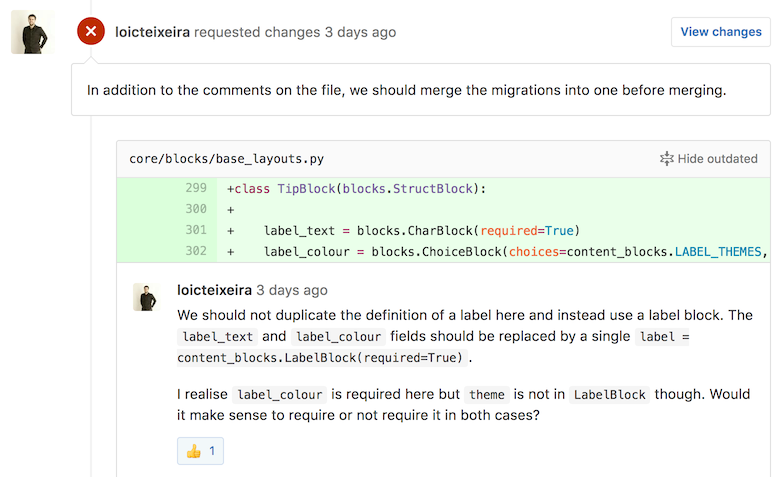 loicteixeira requested changes 3 days ago
View changes
In addition to the comments on the file, we should merge the migrations into one before merging.
core/blocks/base_layouts.py
Hide outdated
299 +class TipBlock(blocks.StructBlock):
300 +
301 + label_text = blocks.CharBlock(required=True)
302 + label_colour = blocks.ChoiceBlock(choices=content_blocks.LABEL_THEMES,
loicteixeira 3 days ago
We should not duplicate the definition of a label here and instead use a label block. The
label_text and label_colour fields should be replaced by a single label =
content_blocks.LabelBlock(required=True) .
I realise label_colour is required here but theme is not in LabelBlock though. Would
it make sense to require or not require it in both cases?
👍 1